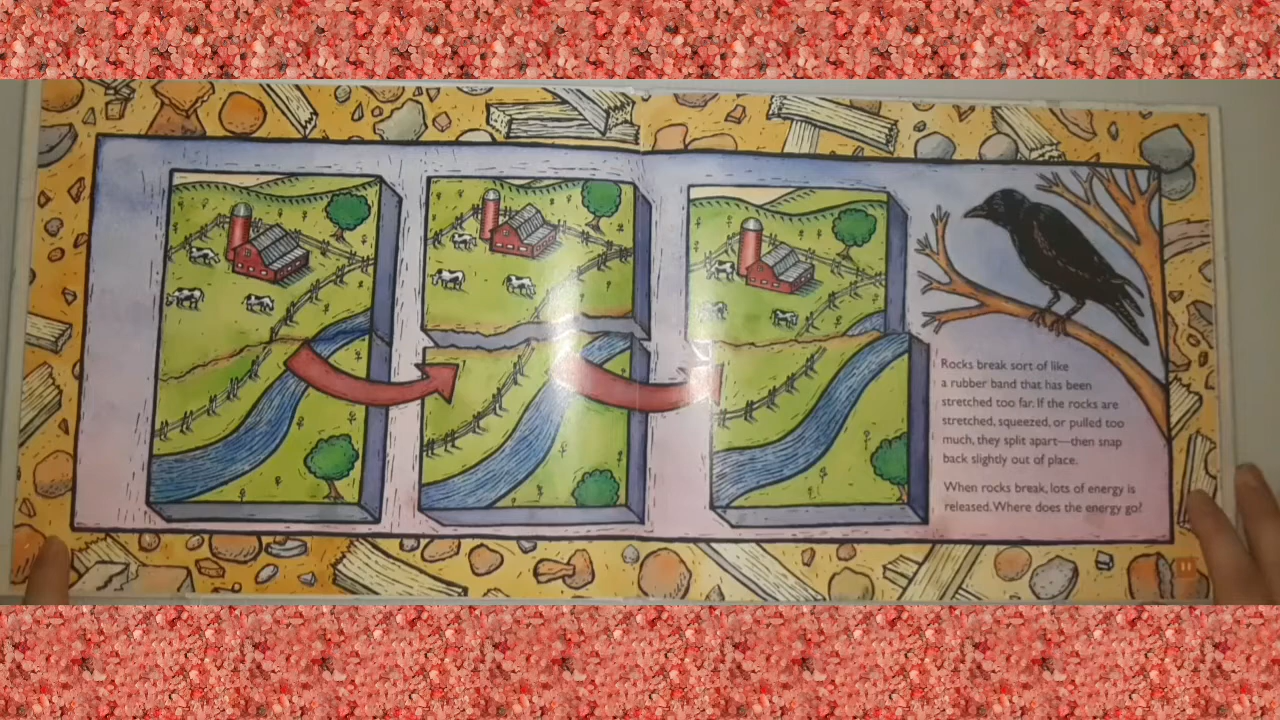 Rocks break sort of like
a rubber band that has been
stretched too far. If the rocks are
stretched, squeezed, or pulled too
much, they split apart—then snap
back slightly out of place.
When rocks break, lots of energy is
released. Where does the energy go?
11